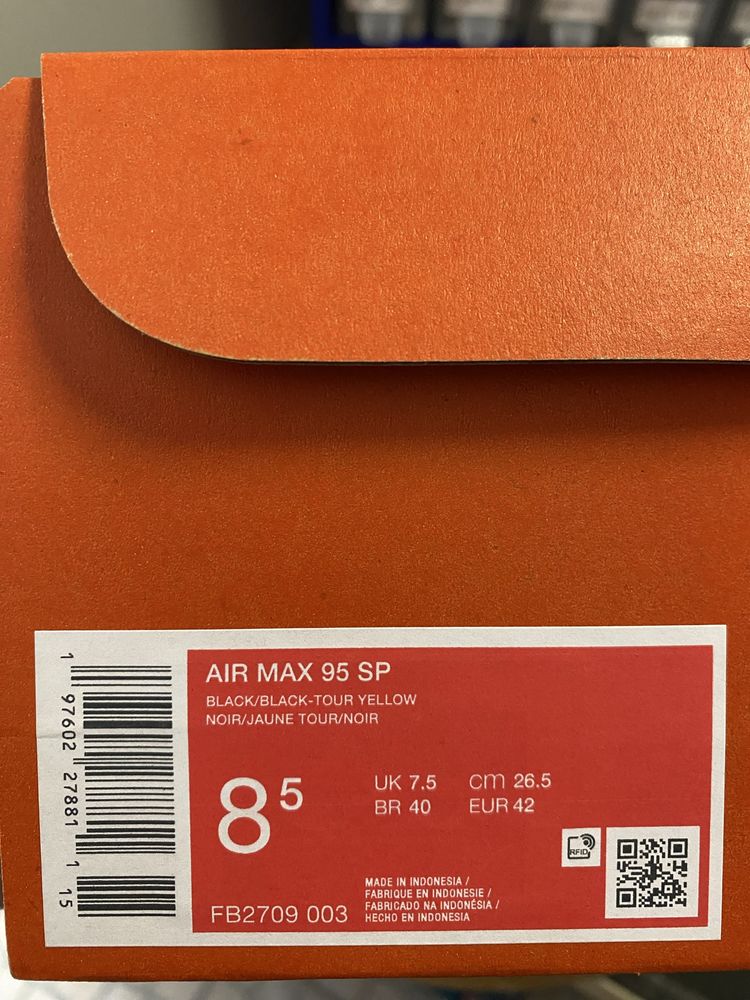 AIR MAX 95 SP
BLACK/BLACK-TOUR YELLOW
NOIR/JAUNE TOUR/NOIR
8⁵
UK 7.5 cm 26.5
BR 40 EUR 42
RFID
MADE IN INDONESIA /
FABRIQUE EN INDONESIE /
FABRICADO NA INDONÉSIA /
HECHO EN INDONESIA
FB2709 003
1 97602 27881 1 15